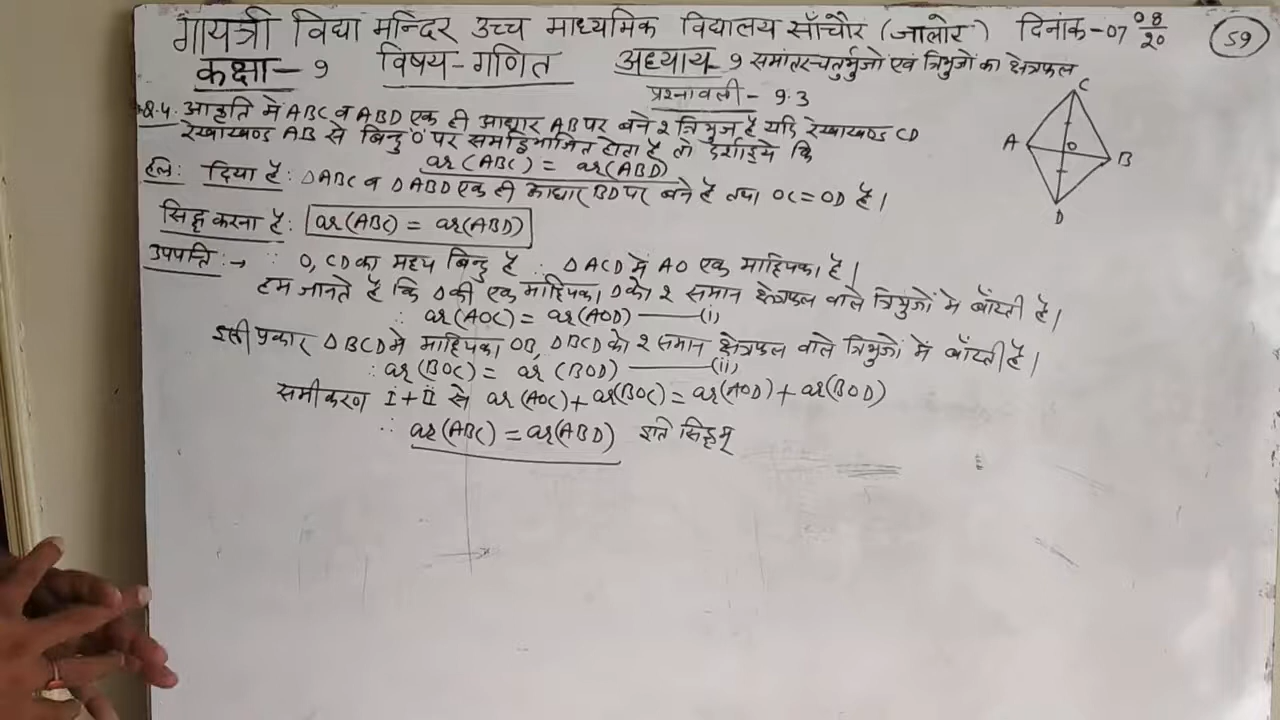 गायत्री विद्या मन्दिर उच्च माध्यमिक विद्यालय साँचौर (जालोर) दिनांक-07 08/20 59
कक्षा-9 विषय-गणित अध्याय-9 समांतरचतुर्भुजों एवं त्रिभुजों का क्षेत्रफल
प्रश्नावली-9.3
Q.4. आकृति में ABC व ABD एक ही आधार AB पर बने 2 त्रिभुज है यदि रेखाखण्ड CD
रेखाखण्ड AB से बिन्दु O पर समद्विभाजित होता है तो दर्शाइये कि
ar(ABC) = ar(ABD)
हल: दिया है: ΔABC व ΔABD एक ही आधार BD पर बने है तथा OC=OD है।
सिद्ध करना है: ar(ABC) = ar(ABD)
उपपत्ति:→ ∵ O, CD का मध्य बिन्दु है ∴ ΔACD में AO एक माध्यिका है।
हम जानते है कि Δ की एक माध्यिका Δ को 2 समान क्षेत्रफल वाले त्रिभुजों में बाँटती है।
∴ ar(AOC) = ar(AOD) —(i)
इसी प्रकार ΔBCD में माध्यिका OB, ΔBCD को 2 समान क्षेत्रफल वाले त्रिभुजों में बाँटती है।
∴ ar(BOC) = ar(BOD) —(ii)
समीकरण I+II से ar(AOC)+ar(BOC) = ar(AOD)+ar(BOD)
∴ ar(ABC) = ar(ABD) इति सिद्धम्
C
A
O
B
D